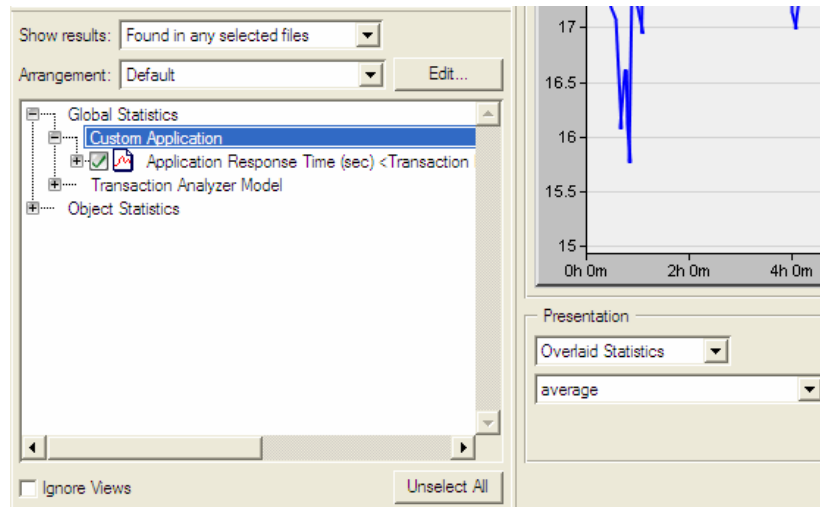 Show results: Found in any selected files
Arrangement: Default Edit...
Global Statistics
Custom Application
Application Response Time (sec) <Transaction
Transaction Analyzer Model
Object Statistics
Ignore Views Unselect All
17
16.5
16
15.5
15
0h 0m 2h 0m 4h 0m
Presentation
Overlaid Statistics
average